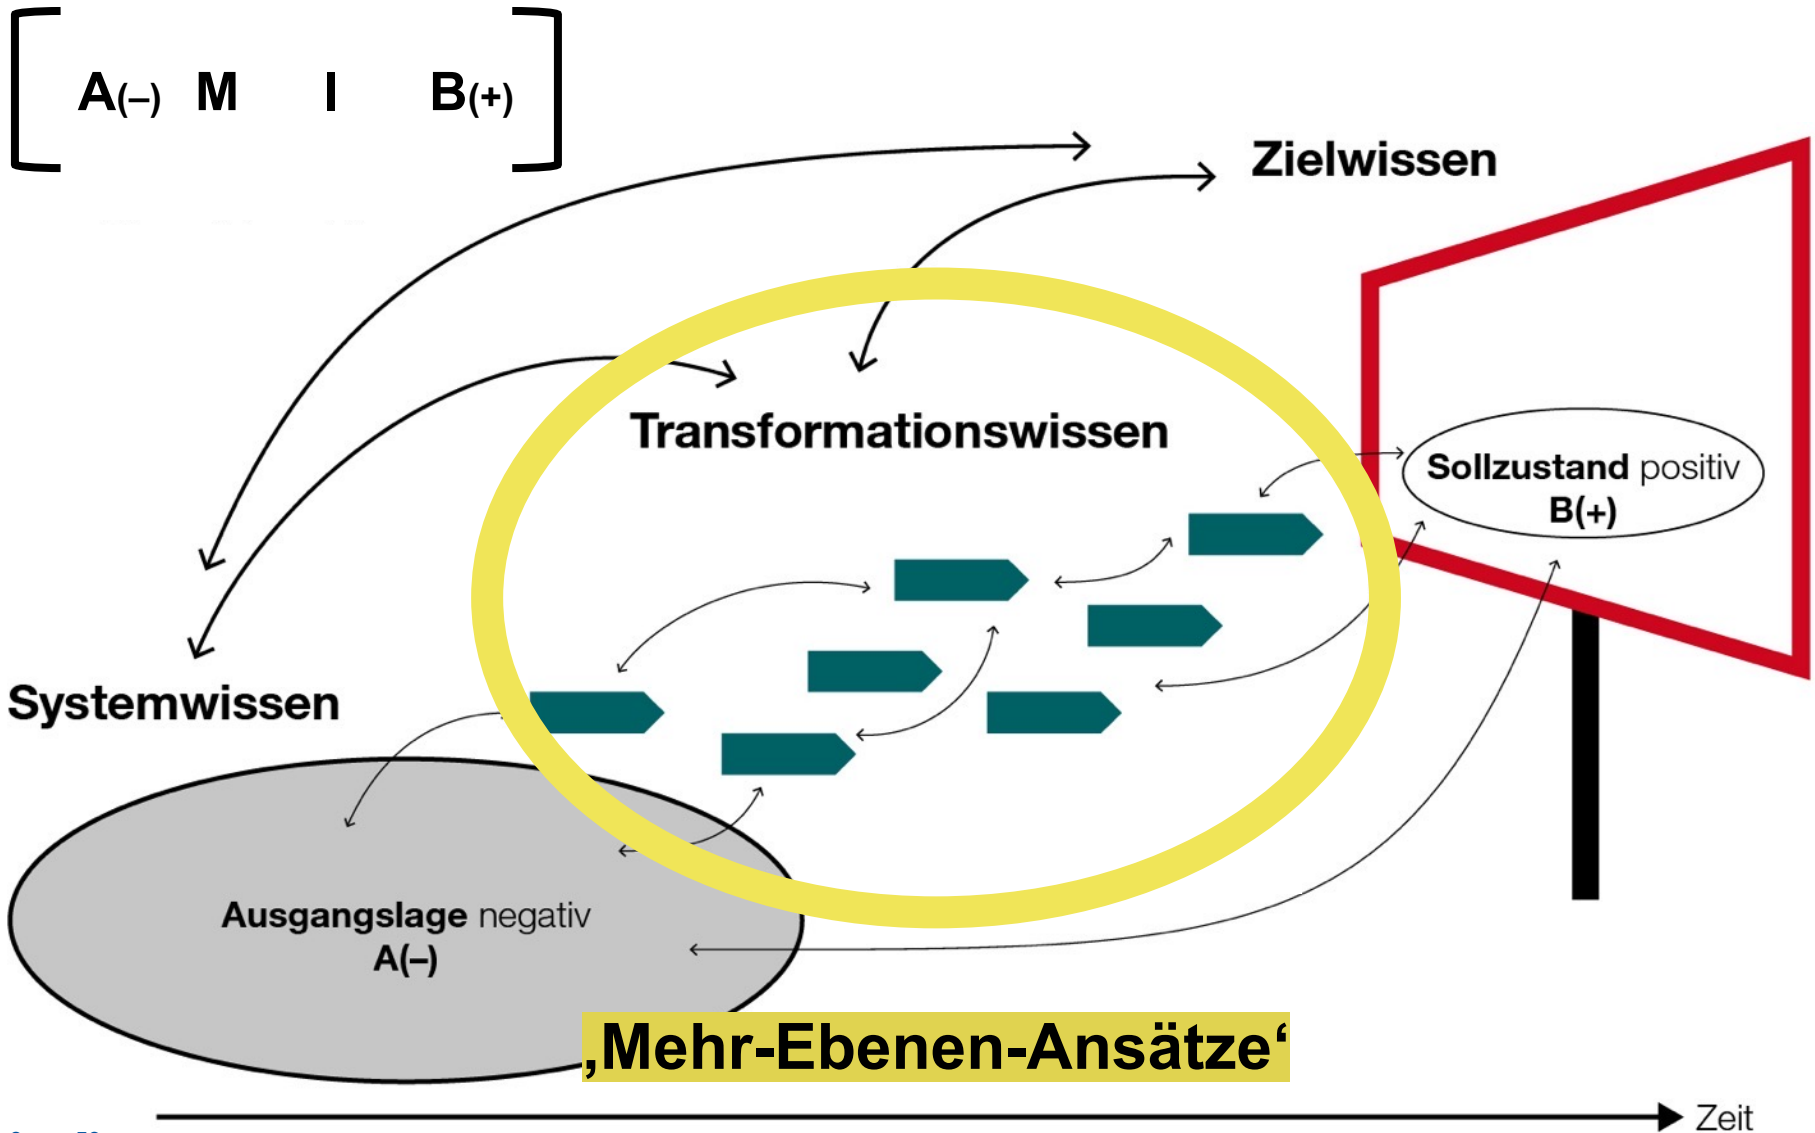 A(–) M I B(+)
Zielwissen
Transformationswissen
Sollzustand positiv
B(+)
Systemwissen
Ausgangslage negativ
A(–)
‚Mehr-Ebenen-Ansätze‘
Zeit